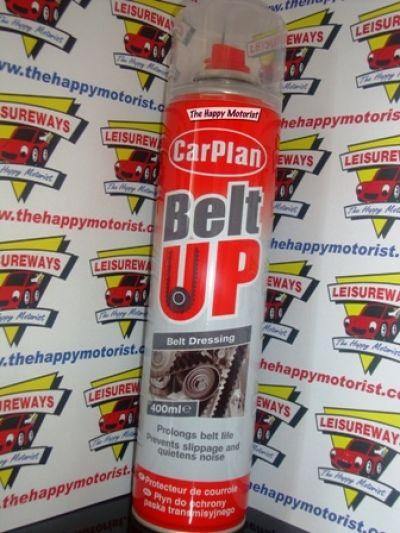 The Happy Motorist
CarPlan
Belt
UP
Belt Dressing
400ml e
Prolongs belt life
Prevents slippage and
quietens noise
Protecteur de courroie
Płyn do ochrony
paska transmisyjnego
LEISUREWAYS
The Happy Motorist
www.thehappymotorist.com